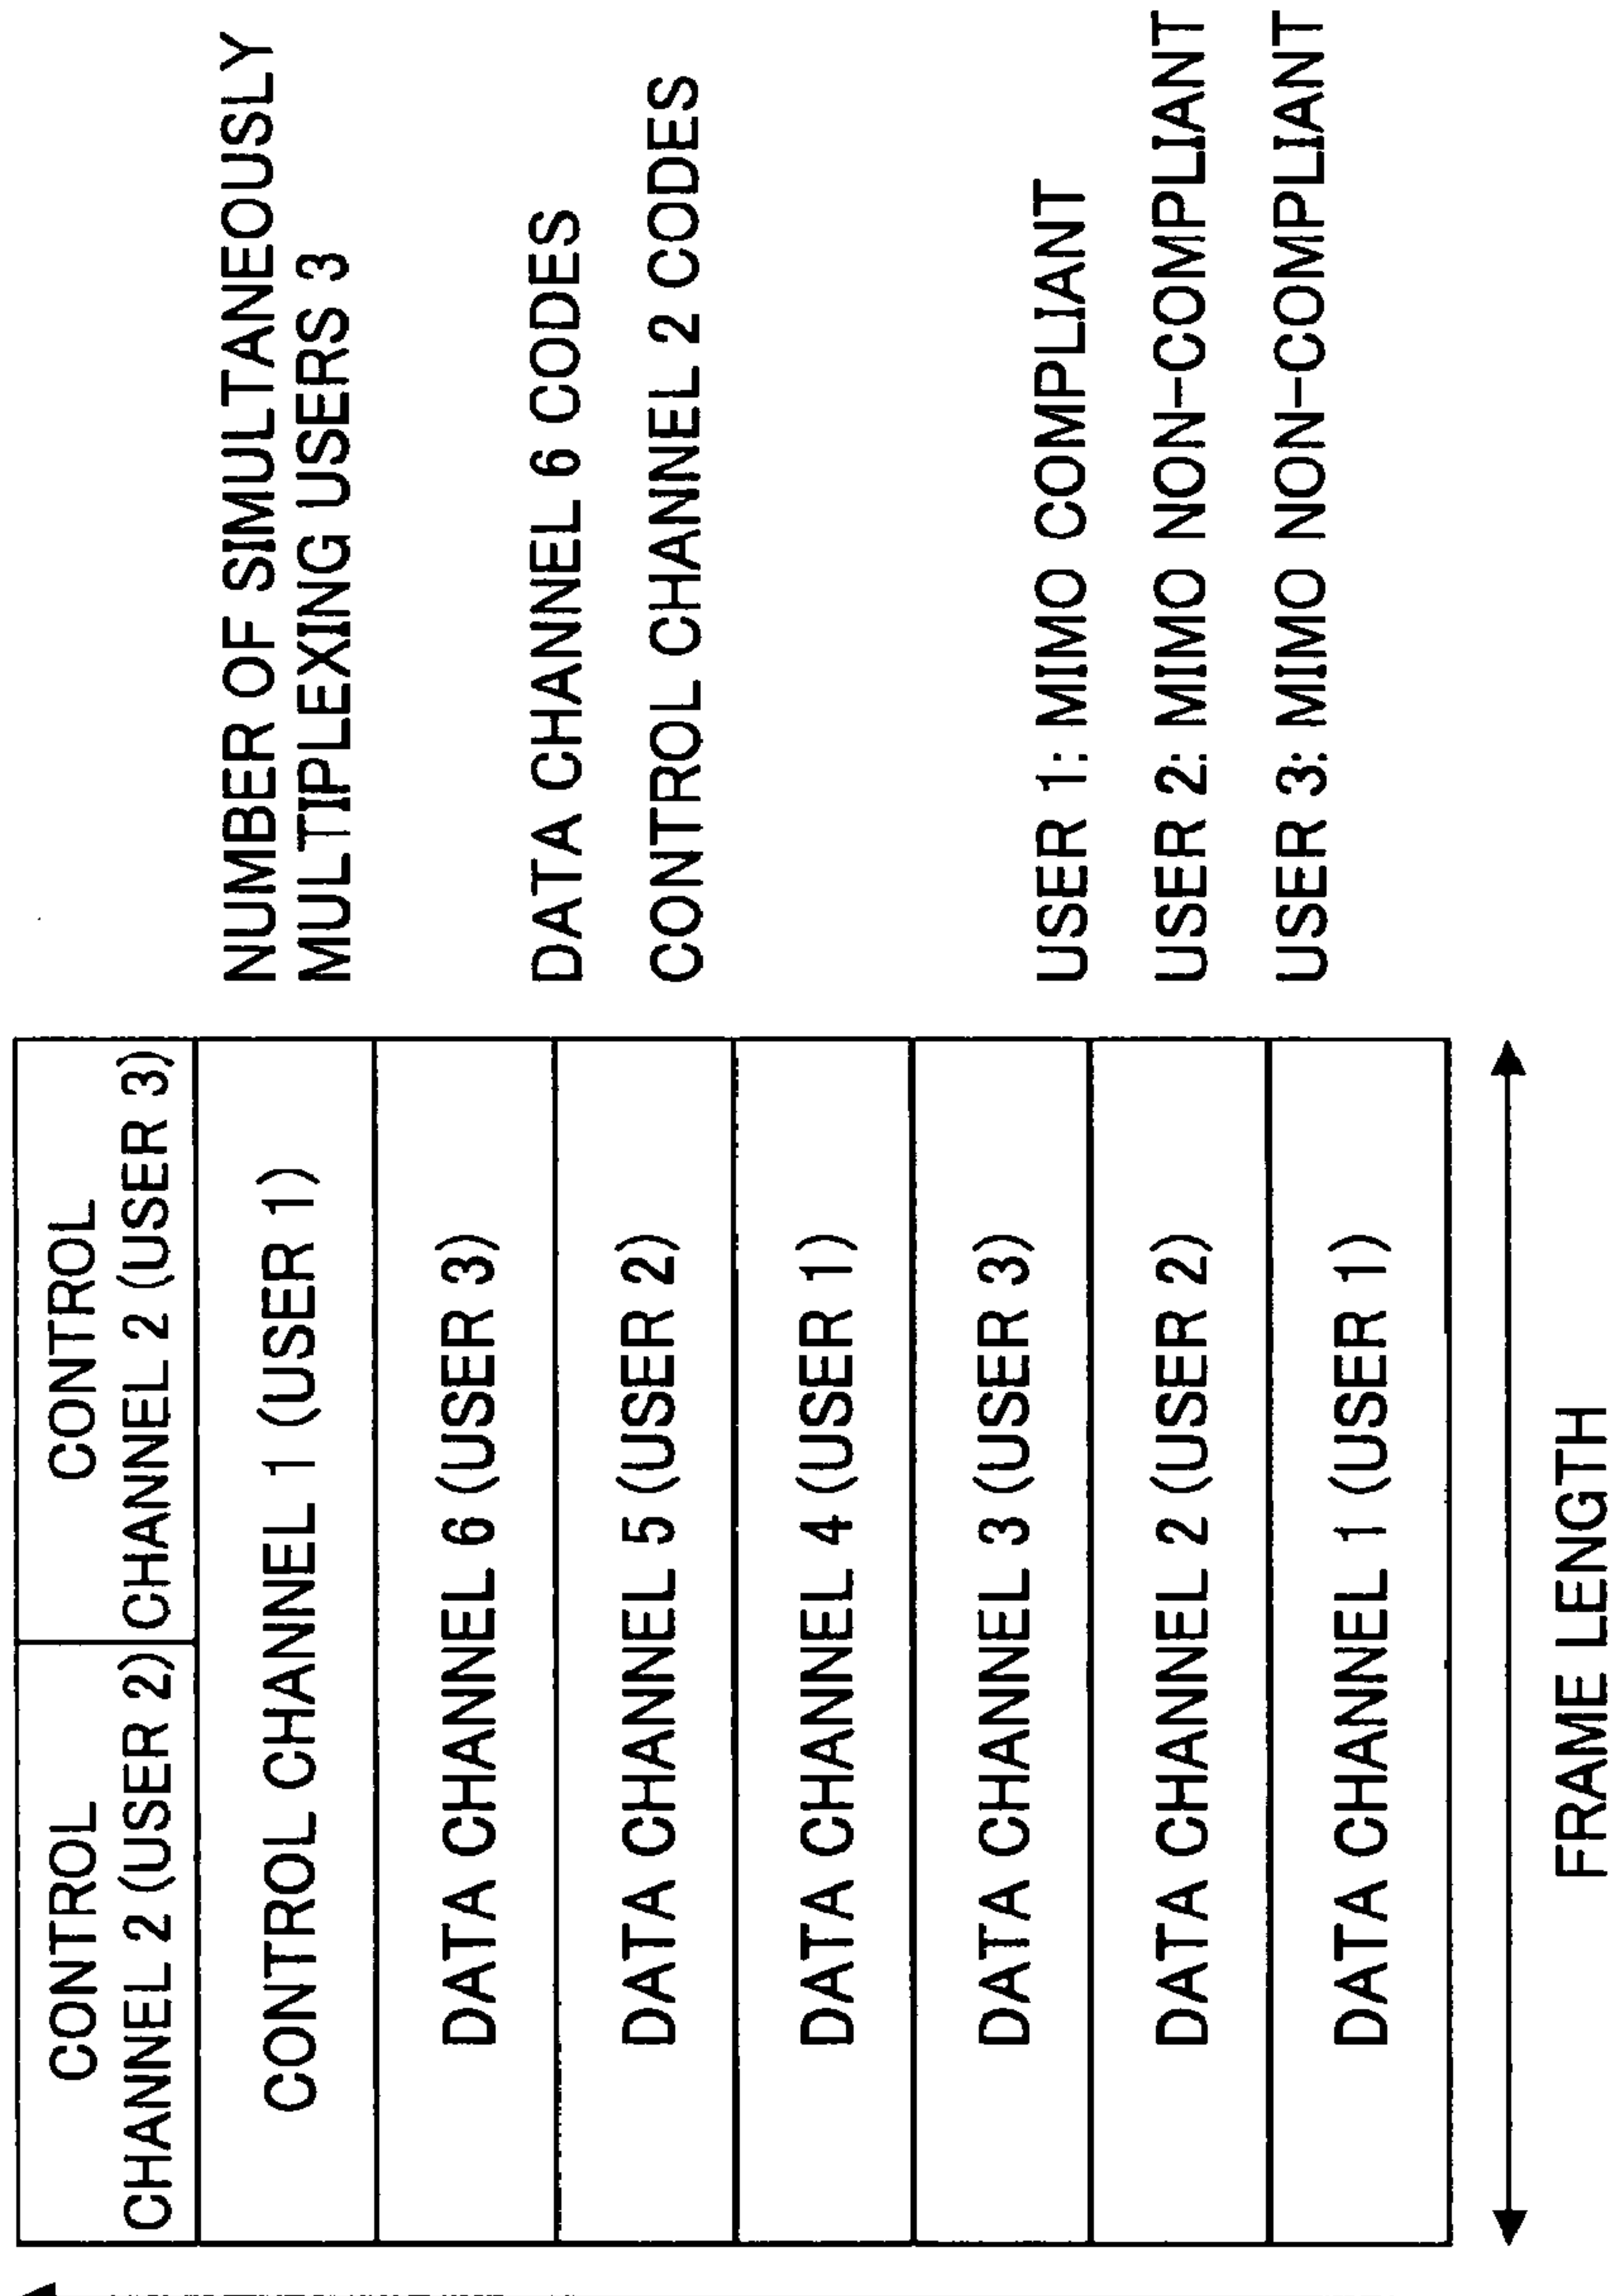 CONTROL
CHANNEL 2 (USER 2)
CONTROL
CHANNEL 2 (USER 3)
CONTROL CHANNEL 1 (USER 1)
DATA CHANNEL 6 (USER 3)
DATA CHANNEL 5 (USER 2)
DATA CHANNEL 4 (USER 1)
DATA CHANNEL 3 (USER 3)
DATA CHANNEL 2 (USER 2)
DATA CHANNEL 1 (USER 1)
FRAME LENGTH
NUMBER OF SIMULTANEOUSLY
MULTIPLEXING USERS 3
DATA CHANNEL 6 CODES
CONTROL CHANNEL 2 CODES
USER 1: MIMO COMPLIANT
USER 2: MIMO NON-COMPLIANT
USER 3: MIMO NON-COMPLIANT